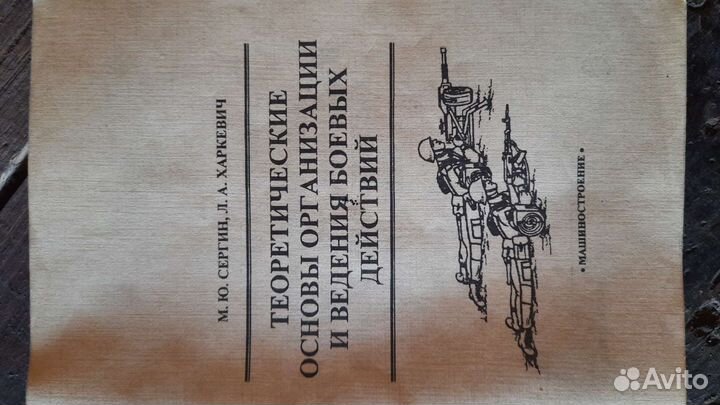 М. Ю. СЕРГИН, Л. А. ХАРКЕВИЧ
ТЕОРЕТИЧЕСКИЕ
ОСНОВЫ ОРГАНИЗАЦИИ
И ВЕДЕНИЯ БОЕВЫХ
ДЕЙСТВИЙ
• МАШИНОСТРОЕНИЕ •
Avito